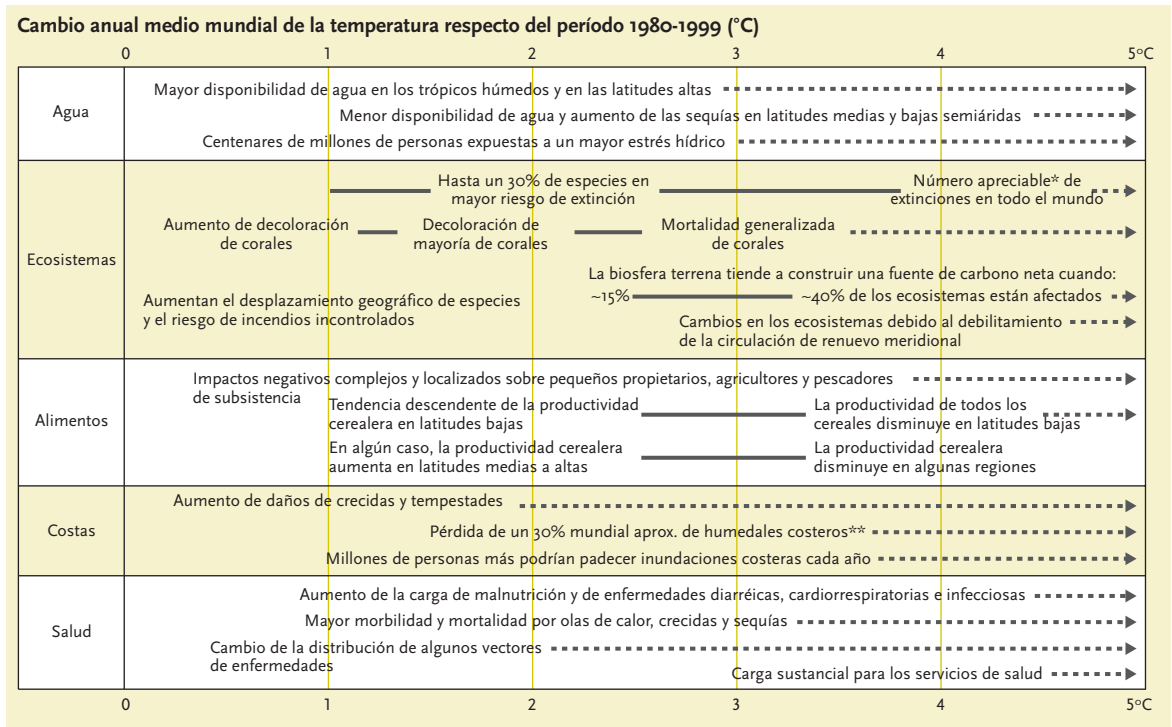 Cambio anual medio mundial de la temperatura respecto del período 1980-1999 (°C)
0 1 2 3 4 5°C
Agua
Mayor disponibilidad de agua en los trópicos húmedos y en las latitudes altas
Menor disponibilidad de agua y aumento de las sequías en latitudes medias y bajas semiáridas
Centenares de millones de personas expuestas a un mayor estrés hídrico
Ecosistemas
Hasta un 30% de especies en
mayor riesgo de extinción
Número apreciable* de
extinciones en todo el mundo
Aumento de decoloración
de corales
Decoloración de
mayoría de corales
Mortalidad generalizada
de corales
La biosfera terrena tiende a construir una fuente de carbono neta cuando:
~15% ~40% de los ecosistemas están afectados
Aumentan el desplazamiento geográfico de especies
y el riesgo de incendios incontrolados
Cambios en los ecosistemas debido al debilitamiento
de la circulación de renuevo meridional
Alimentos
Impactos negativos complejos y localizados sobre pequeños propietarios, agricultores y pescadores
de subsistencia
Tendencia descendente de la productividad
cerealera en latitudes bajas
La productividad de todos los
cereales disminuye en latitudes bajas
En algún caso, la productividad cerealera
aumenta en latitudes medias a altas
La productividad cerealera
disminuye en algunas regiones
Costas
Aumento de daños de crecidas y tempestades
Pérdida de un 30% mundial aprox. de humedales costeros**
Millones de personas más podrían padecer inundaciones costeras cada año
Salud
Aumento de la carga de malnutrición y de enfermedades diarréicas, cardiorrespiratorias e infecciosas
Mayor morbilidad y mortalidad por olas de calor, crecidas y sequías
Cambio de la distribución de algunos vectores
de enfermedades
Carga sustancial para los servicios de salud
0 1 2 3 4 5°C